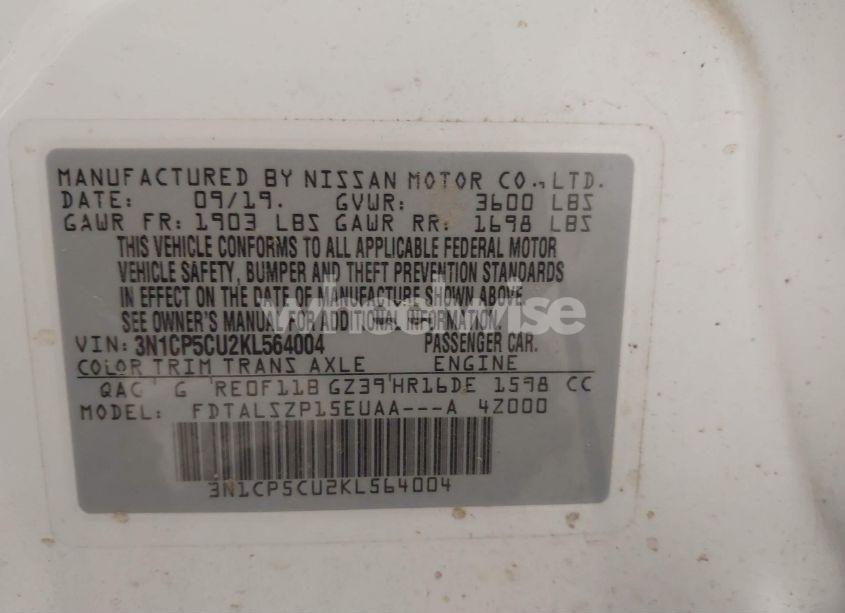 MANUFACTURED BY NISSAN MOTOR CO., LTD.
DATE: 09/19. GVWR: 3600 LBS
GAWR FR: 1903 LBS GAWR RR: 1698 LBS
THIS VEHICLE CONFORMS TO ALL APPLICABLE FEDERAL MOTOR
VEHICLE SAFETY, BUMPER AND THEFT PREVENTION STANDARDS
IN EFFECT ON THE DATE OF MANUFACTURE SHOWN ABOVE.
SEE OWNER'S MANUAL FOR ADDITIONAL INFORMATION.
VIN: 3N1CP5CU2KL564004 PASSENGER CAR.
COLOR TRIM TRANS AXLE ENGINE
QAC G RE0F11B GZ39 HR16DE 1598 CC
MODEL: FDTALSZP15EUAA---A 4Z000
3N1CP5CU2KL564004